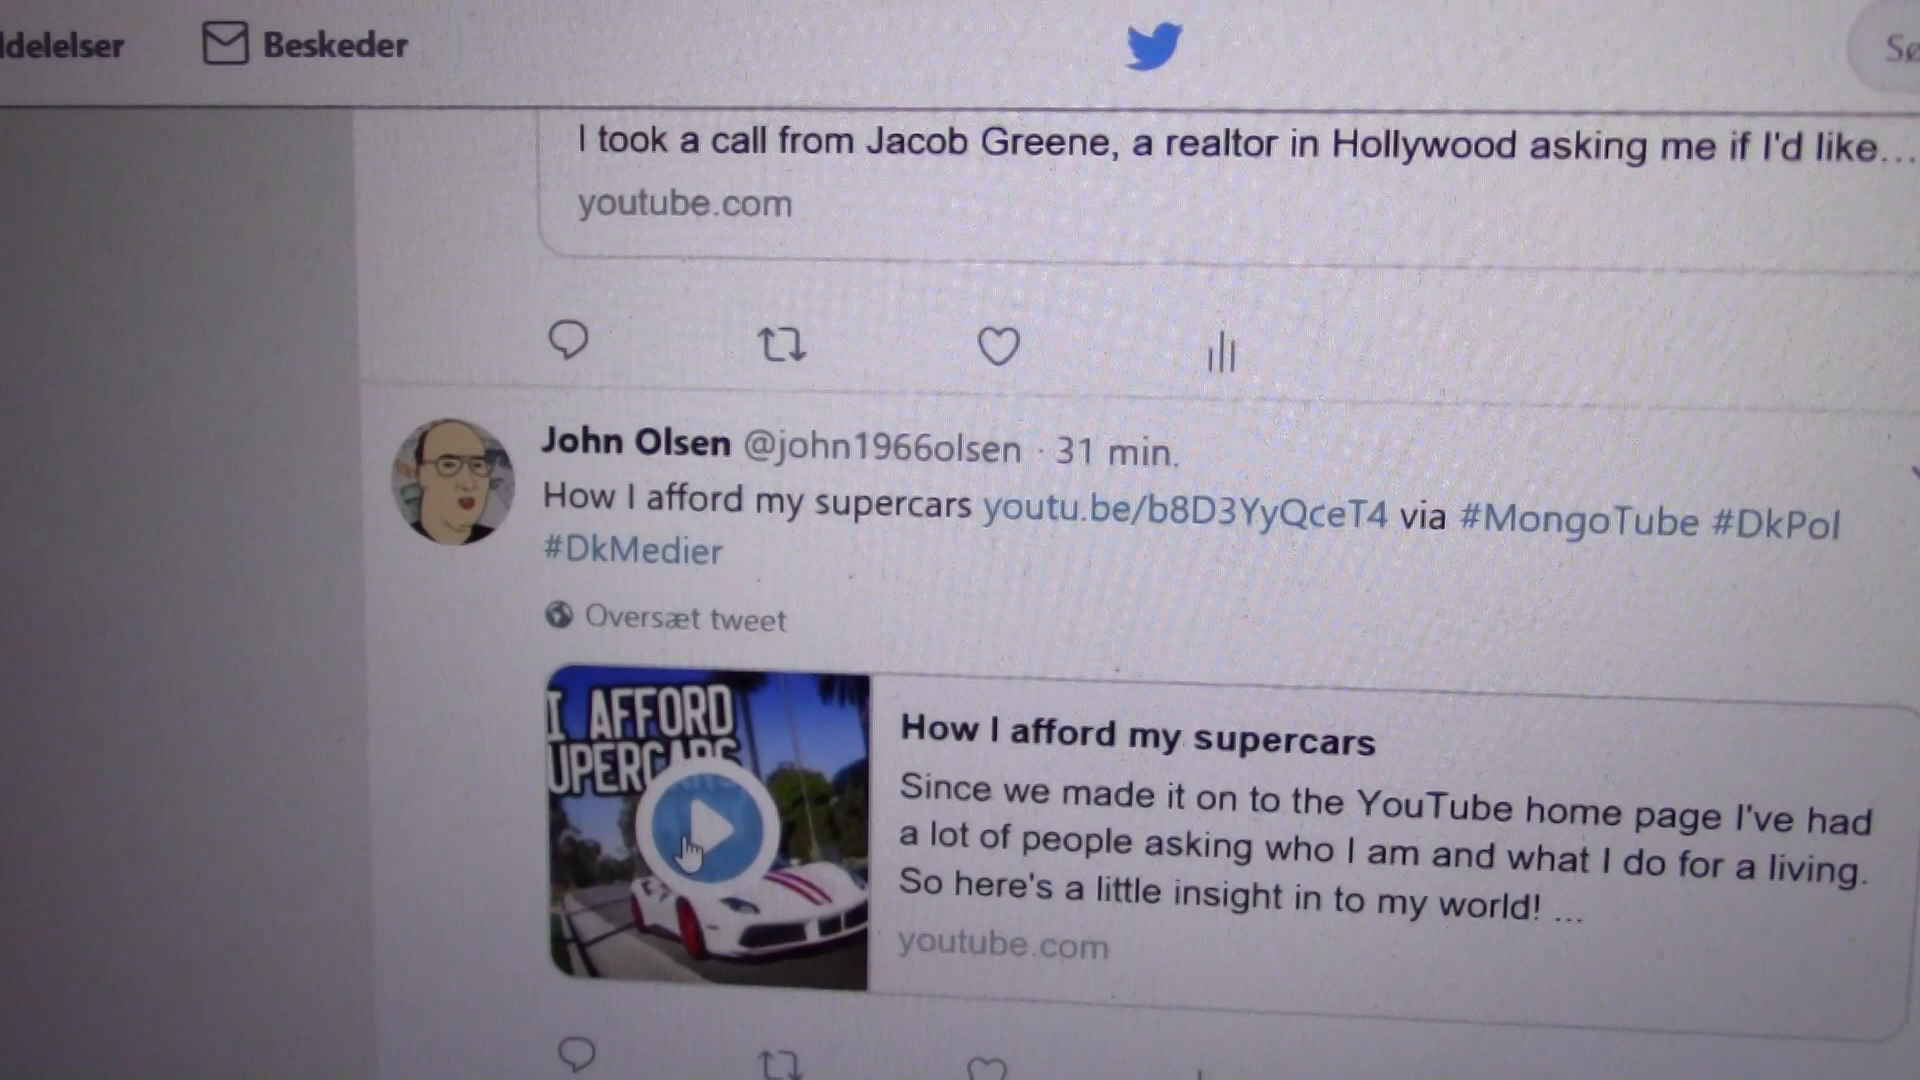 Beskeder
I took a call from Jacob Greene, a realtor in Hollywood asking me if I'd like...
youtube.com
John Olsen @john1966olsen · 31 min.
How I afford my supercars youtu.be/b8D3YyQceT4 via #MongoTube #DkPol
#DkMedier
Oversæt tweet
I AFFORD
UPERCARS
How I afford my supercars
Since we made it on to the YouTube home page I've had
a lot of people asking who I am and what I do for a living.
So here's a little insight in to my world! ...
youtube.com